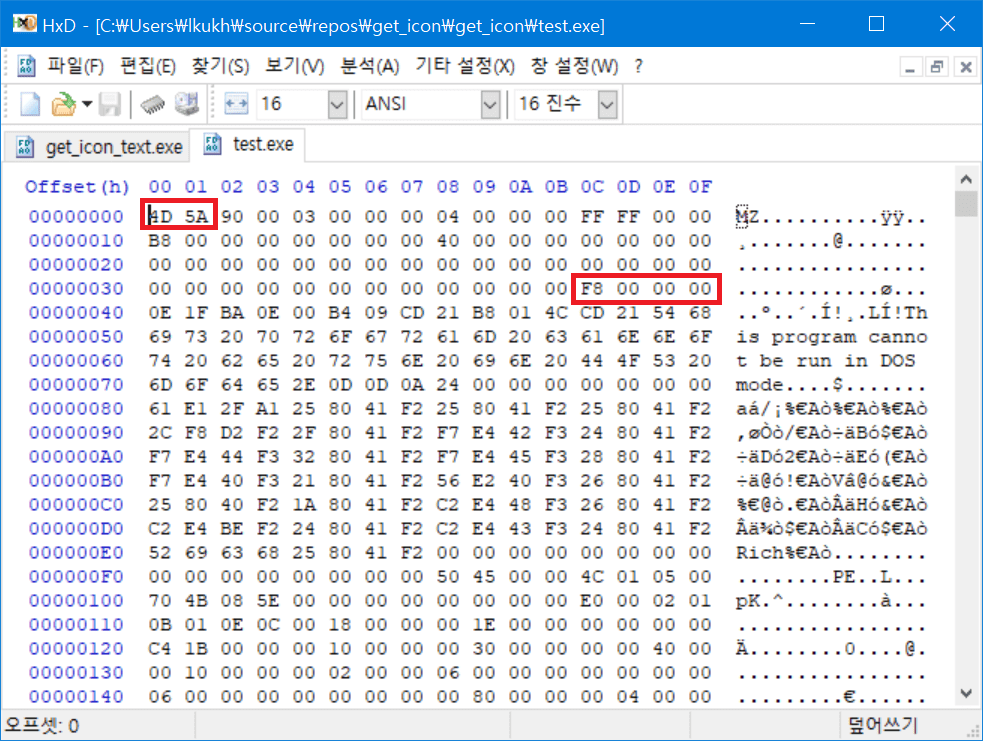 HxD - [C:₩Users₩lkukh₩source₩repos₩get_icon₩get_icon₩test.exe]
파일(F) 편집(E) 찾기(S) 보기(V) 분석(A) 기타 설정(X) 창 설정(W) ?
16 ANSI 16 진수
get_icon_text.exe test.exe
Offset(h) 00 01 02 03 04 05 06 07 08 09 0A 0B 0C 0D 0E 0F
00000000 4D 5A 90 00 03 00 00 00 04 00 00 00 FF FF 00 00 MZ..........ÿÿ..
00000010 B8 00 00 00 00 00 00 00 40 00 00 00 00 00 00 00 ¸.......@.......
00000020 00 00 00 00 00 00 00 00 00 00 00 00 00 00 00 00 ................
00000030 00 00 00 00 00 00 00 00 00 00 00 00 F8 00 00 00 ............ø...
00000040 0E 1F BA 0E 00 B4 09 CD 21 B8 01 4C CD 21 54 68 ..º..´.Í!¸.LÍ!Th
00000050 69 73 20 70 72 6F 67 72 61 6D 20 63 61 6E 6E 6F is program canno
00000060 74 20 62 65 20 72 75 6E 20 69 6E 20 44 4F 53 20 t be run in DOS
00000070 6D 6F 64 65 2E 0D 0D 0A 24 00 00 00 00 00 00 00 mode....$.......
00000080 61 E1 2F A1 25 80 41 F2 25 80 41 F2 25 80 41 F2 aá/¡%€Aò%€Aò%€Aò
00000090 2C F8 D2 F2 2F 80 41 F2 F7 E4 42 F3 24 80 41 F2 ,øÒò/€Aò÷äBó$€Aò
000000A0 F7 E4 44 F3 32 80 41 F2 F7 E4 45 F3 28 80 41 F2 ÷äDó2€Aò÷äEó(€Aò
000000B0 F7 E4 40 F3 21 80 41 F2 56 E2 40 F3 26 80 41 F2 ÷ä@ó!€AòVâ@ó&€Aò
000000C0 25 80 40 F2 1A 80 41 F2 C2 E4 48 F3 26 80 41 F2 %€@ò.€AòÂäHó&€Aò
000000D0 C2 E4 BE F2 24 80 41 F2 C2 E4 43 F3 24 80 41 F2 Âä¾ò$€AòÂäCó$€Aò
000000E0 52 69 63 68 25 80 41 F2 00 00 00 00 00 00 00 00 Rich%€Aò........
000000F0 00 00 00 00 00 00 00 00 50 45 00 00 4C 01 05 00 ........PE..L...
00000100 70 4B 08 5E 00 00 00 00 00 00 00 00 E0 00 02 01 pK.^........à...
00000110 0B 01 0E 0C 00 18 00 00 00 1E 00 00 00 00 00 00 ................
00000120 C4 1B 00 00 00 10 00 00 00 30 00 00 00 00 40 00 Ä........0....@.
00000130 00 10 00 00 00 02 00 00 06 00 00 00 00 00 00 00 ................
00000140 06 00 00 00 00 00 00 00 00 80 00 00 00 04 00 00 .........€......
오프셋: 0 덮어쓰기